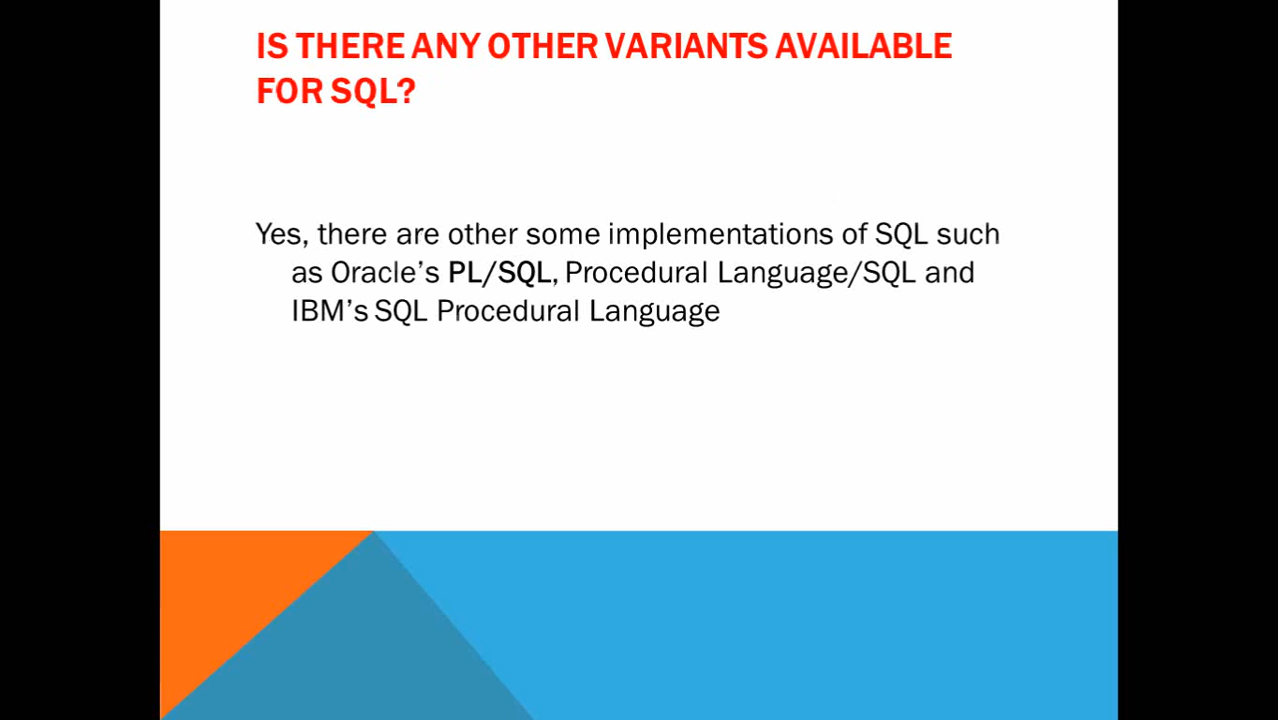 IS THERE ANY OTHER VARIANTS AVAILABLE
FOR SQL?
Yes, there are other some implementations of SQL such
as Oracle’s PL/SQL, Procedural Language/SQL and
IBM’s SQL Procedural Language